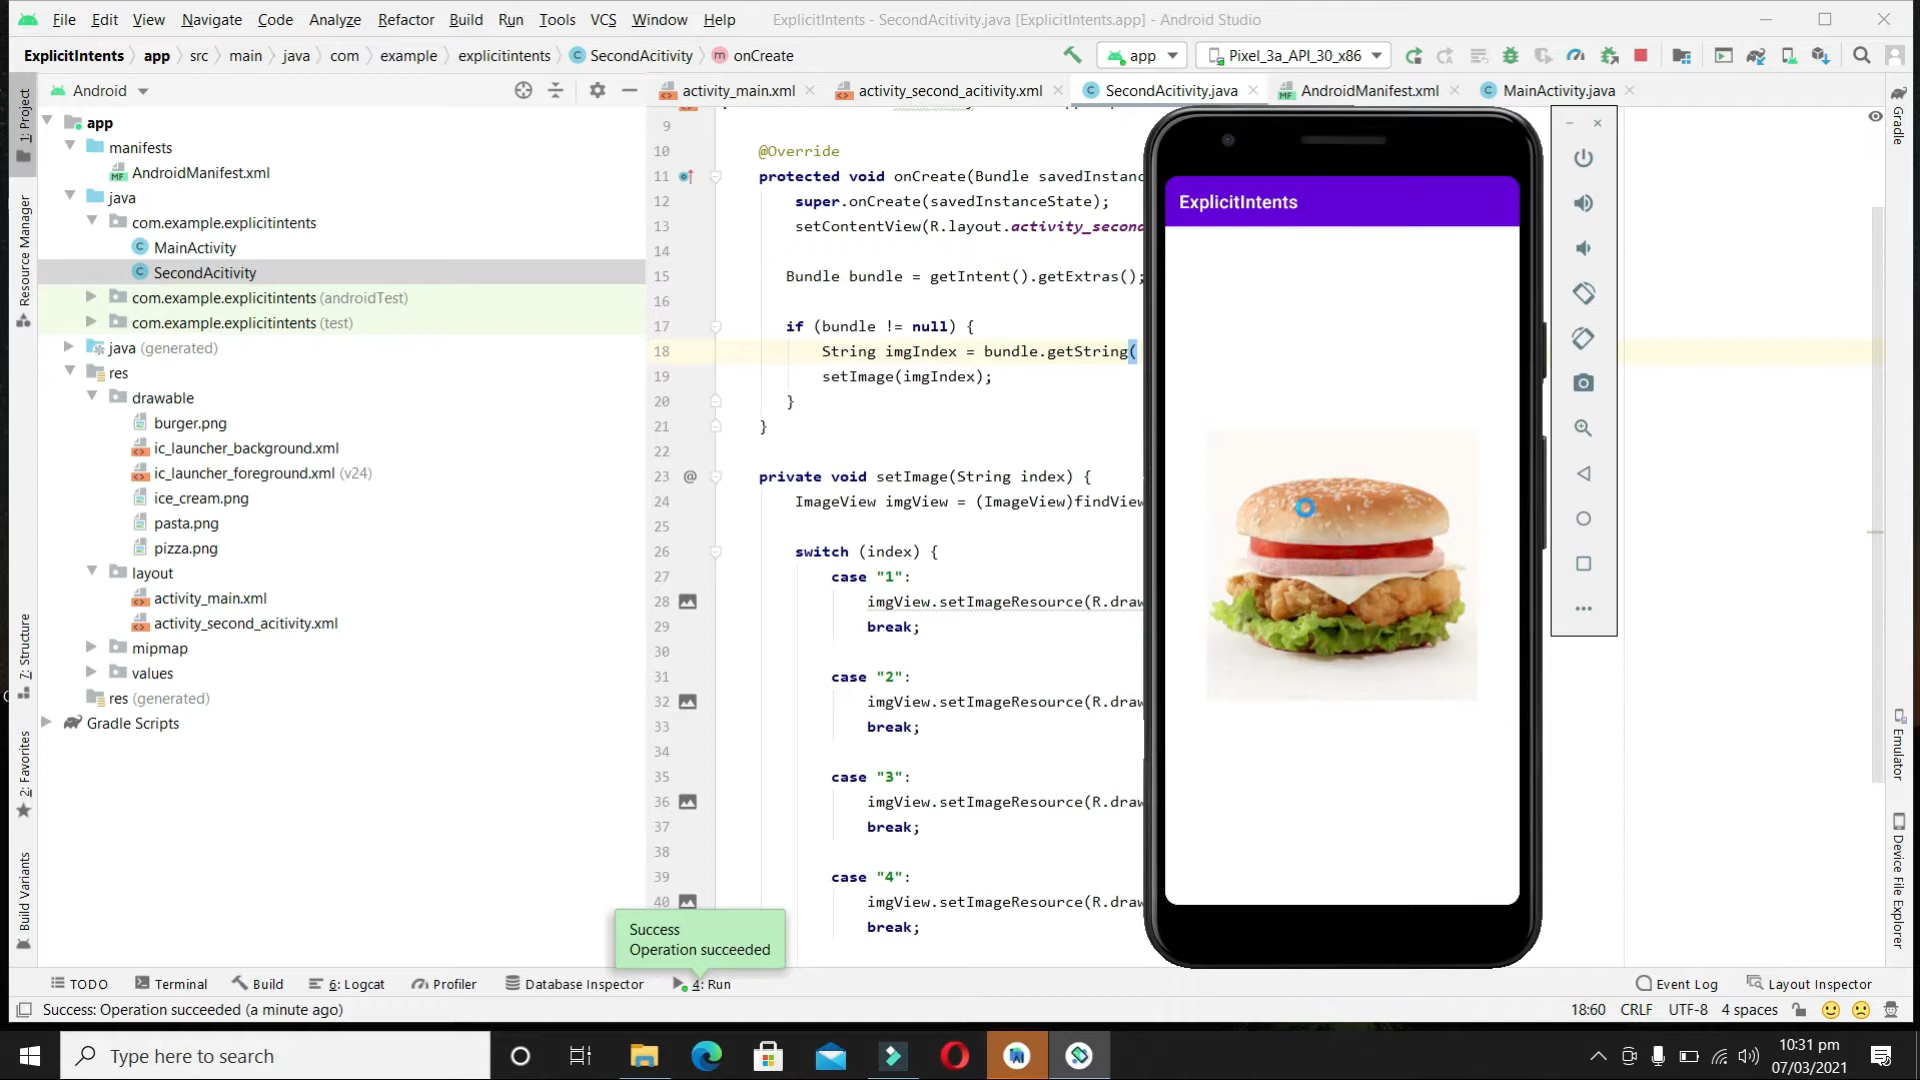 File Edit View Navigate Code Analyze Refactor Build Run Tools VCS Window Help ExplicitIntents - SecondAcitivity.java [ExplicitIntents.app] - Android Studio
ExplicitIntents app src main java com example explicitintents SecondAcitivity onCreate app Pixel_3a_API_30_x86
Android activity_main.xml activity_second_acitivity.xml SecondAcitivity.java AndroidManifest.xml MainActivity.java
1: Project
Resource Manager
7: Structure
2: Favorites
Build Variants
app
manifests
AndroidManifest.xml
java
com.example.explicitintents
MainActivity
SecondAcitivity
com.example.explicitintents (androidTest)
com.example.explicitintents (test)
java (generated)
res
drawable
burger.png
ic_launcher_background.xml
ic_launcher_foreground.xml (v24)
ice_cream.png
pasta.png
pizza.png
layout
activity_main.xml
activity_second_acitivity.xml
mipmap
values
res (generated)
Gradle Scripts
9
10 @Override
11 protected void onCreate(Bundle savedInstanc
12 super.onCreate(savedInstanceState);
13 setContentView(R.layout.activity_second
14
15 Bundle bundle = getIntent().getExtras();
16
17 if (bundle != null) {
18 String imgIndex = bundle.getString(
19 setImage(imgIndex);
20 }
21 }
22
23 @ private void setImage(String index) {
24 ImageView imgView = (ImageView)findView
25
26 switch (index) {
27 case "1":
28 imgView.setImageResource(R.draw
29 break;
30
31 case "2":
32 imgView.setImageResource(R.draw
33 break;
34
35 case "3":
36 imgView.setImageResource(R.draw
37 break;
38
39 case "4":
40 imgView.setImageResource(R.draw
break;
ExplicitIntents
Gradle
Emulator
Device File Explorer
Success
Operation succeeded
TODO Terminal Build 6: Logcat Profiler Database Inspector 4: Run Event Log Layout Inspector
Success: Operation succeeded (a minute ago) 18:60 CRLF UTF-8 4 spaces
Type here to search
10:31 pm
07/03/2021